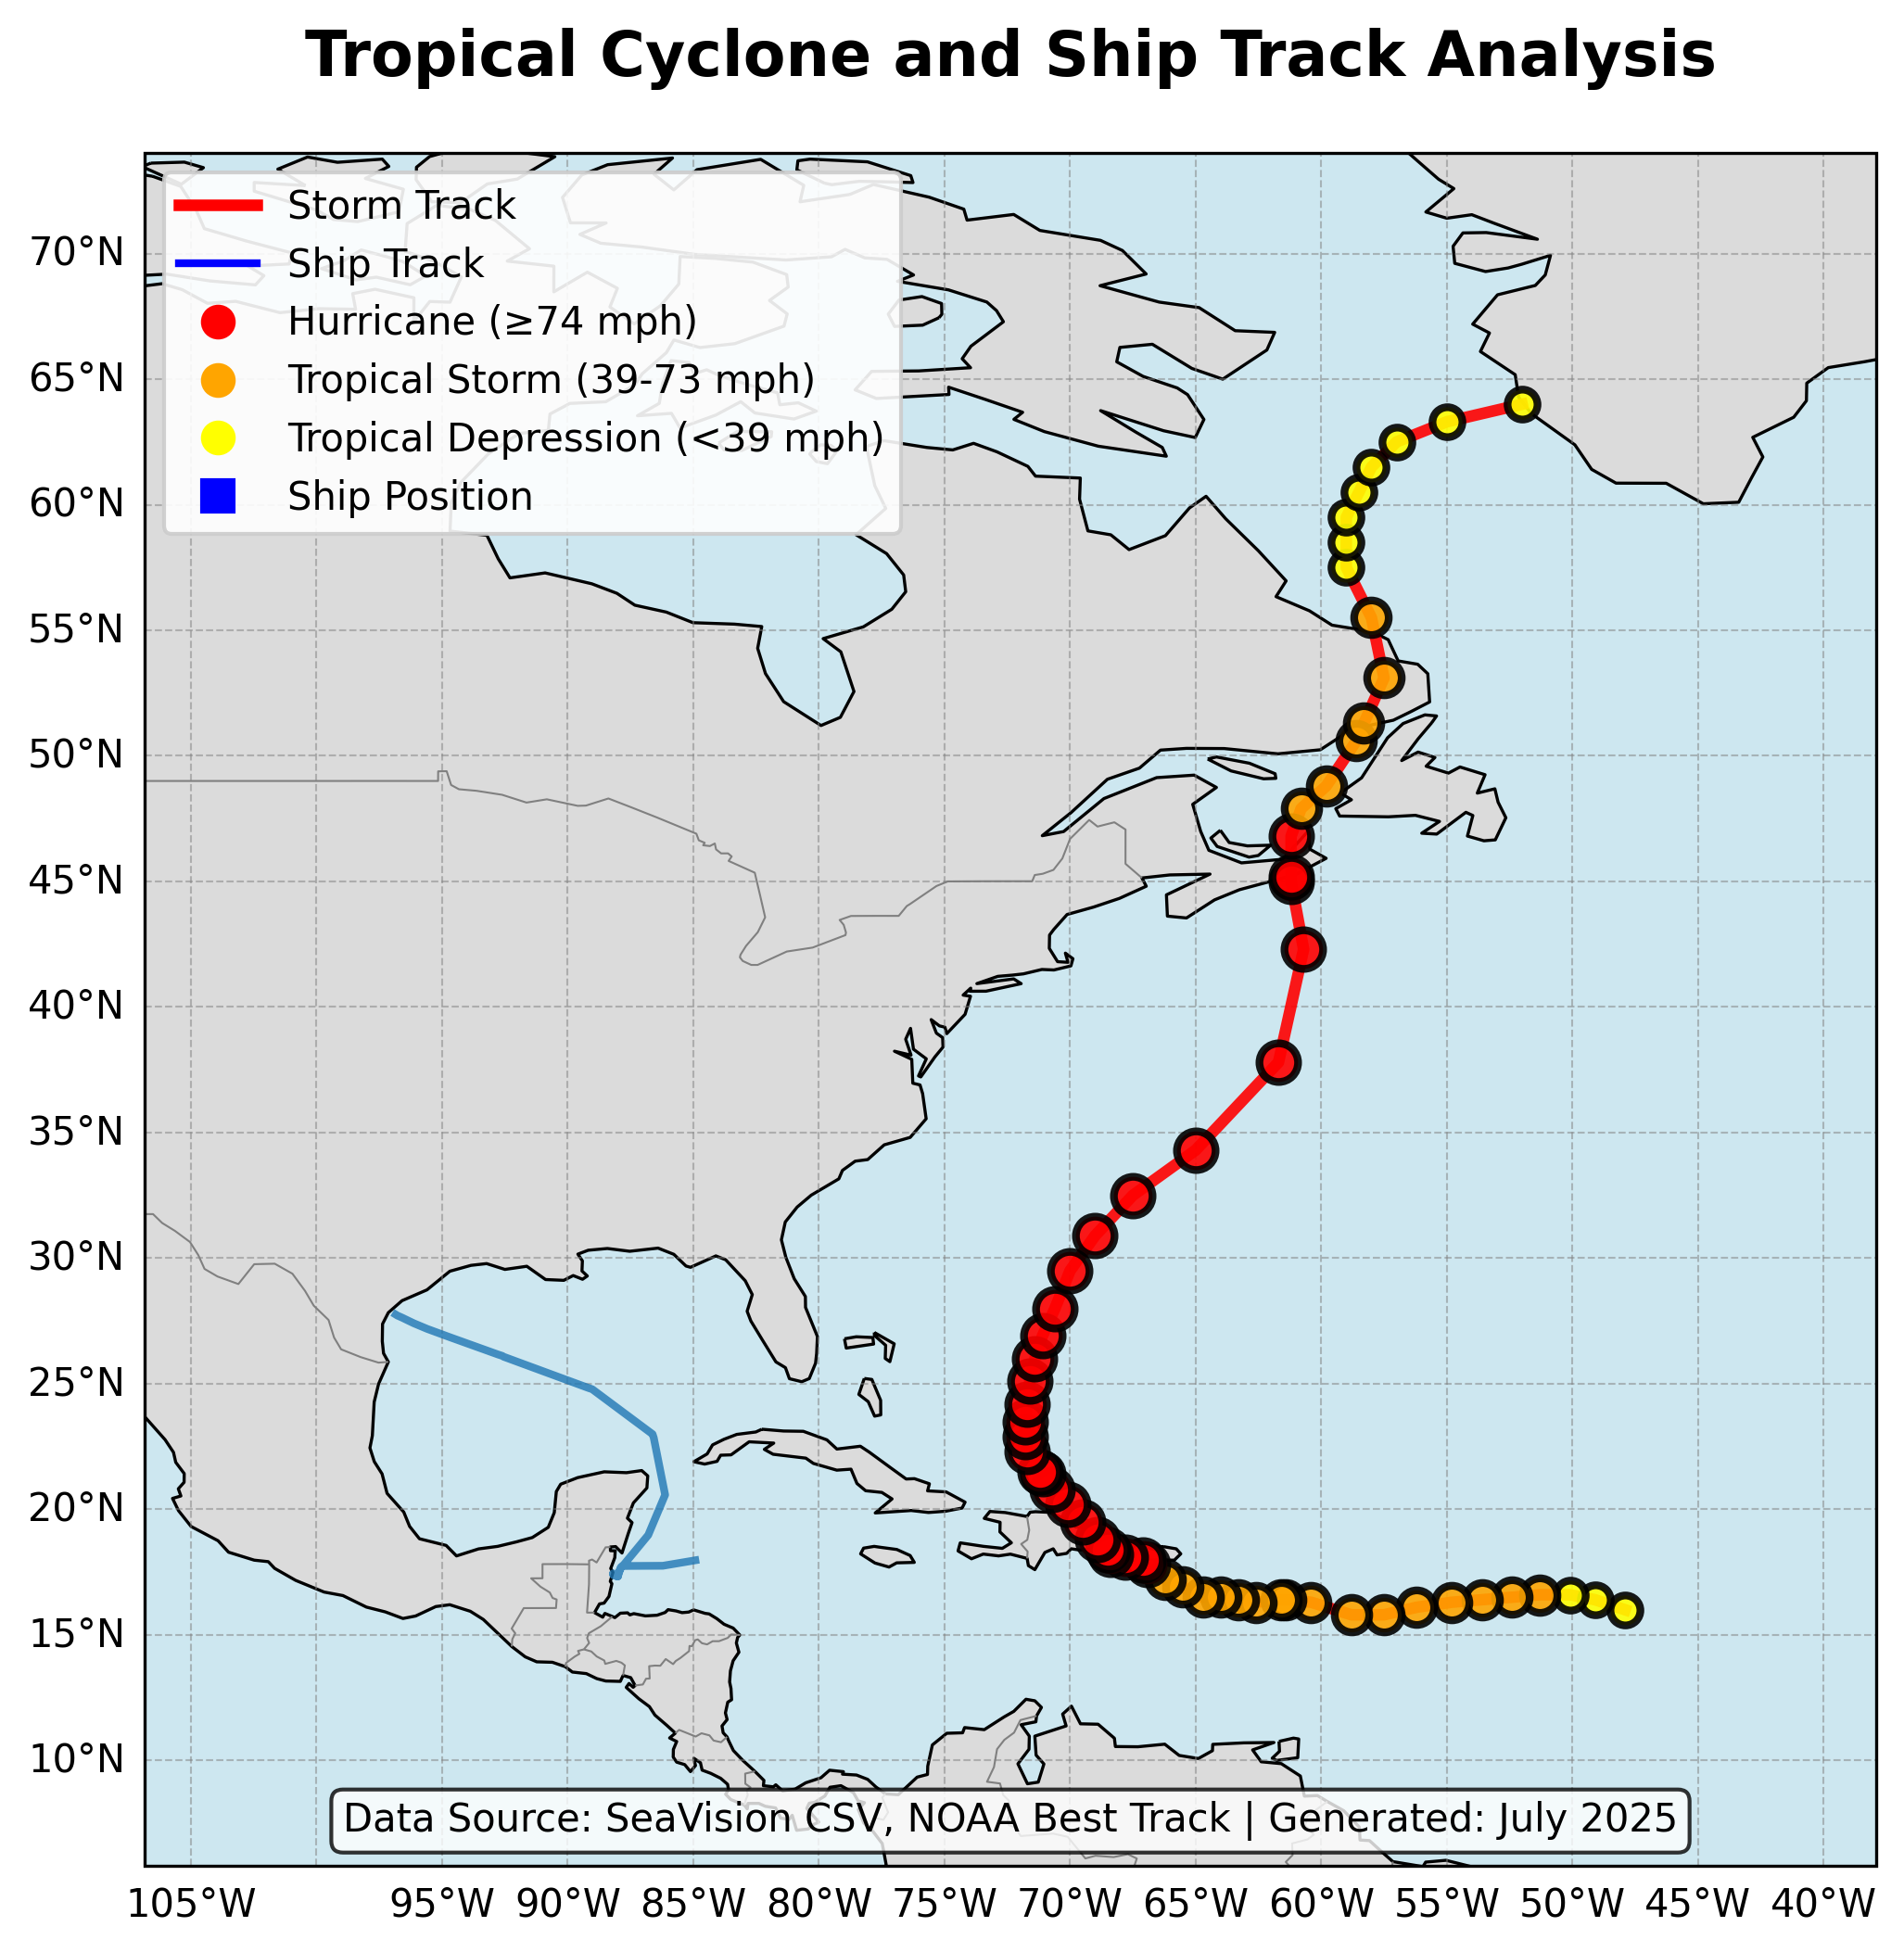 Tropical Cyclone and Ship Track Analysis
Storm Track
Ship Track
Hurricane (≥74 mph)
Tropical Storm (39-73 mph)
Tropical Depression (<39 mph)
Ship Position
70°N
65°N
60°N
55°N
50°N
45°N
40°N
35°N
30°N
25°N
20°N
15°N
10°N
Data Source: SeaVision CSV, NOAA Best Track | Generated: July 2025
105°W 95°W 90°W 85°W 80°W 75°W 70°W 65°W 60°W 55°W 50°W 45°W 40°W